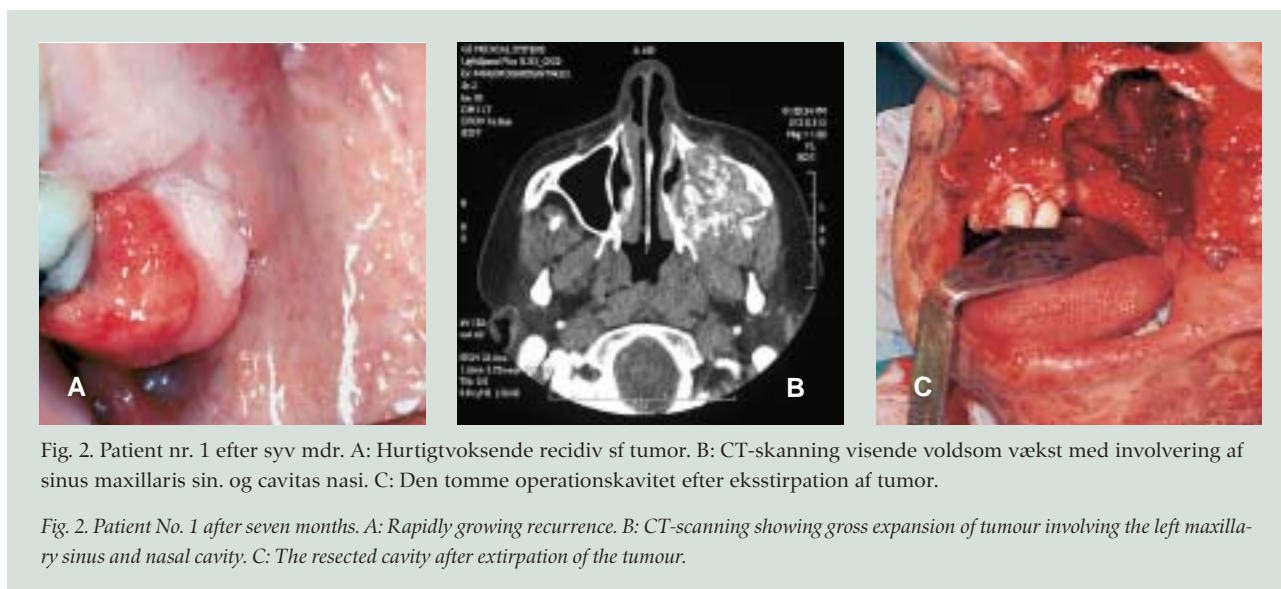 A
B
C
Fig. 2. Patient nr. 1 efter syv mdr. A: Hurtigtvoksende recidiv sf tumor. B: CT-skanning visende voldsom vækst med involvering af
sinus maxillaris sin. og cavitas nasi. C: Den tomme operationskavitet efter eksstirpation af tumor.
Fig. 2. Patient No. 1 after seven months. A: Rapidly growing recurrence. B: CT-scanning showing gross expansion of tumour involving the left maxilla-
ry sinus and nasal cavity. C: The resected cavity after extirpation of the tumour.